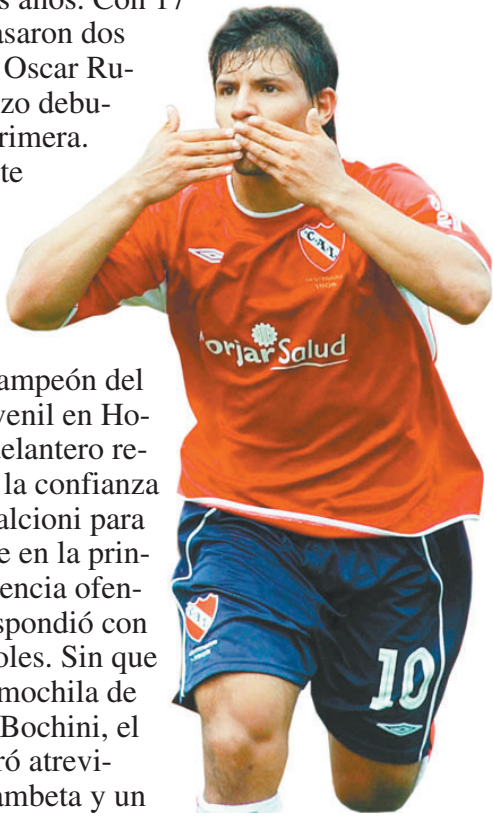 s años. Con 17
asaron dos
Oscar Ru-
zo debu-
rimera.
te
ampeón del
venil en Ho-
elantero re-
la confianza
alcioni para
e en la prin-
encia ofen-
spondió con
oles. Sin que
mochila de
Bochini, el
ró atrevi-
ambeta y un
C.A.I.
CENTENARIO
1905
orjar Salud
10